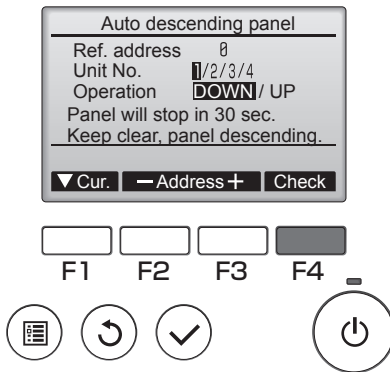 Auto descending panel
Ref. address 0
Unit No. 1/2/3/4
Operation DOWN / UP
Panel will stop in 30 sec.
Keep clear, panel descending.
▼Cur. −Address+ Check
F1 F2 F3 F4